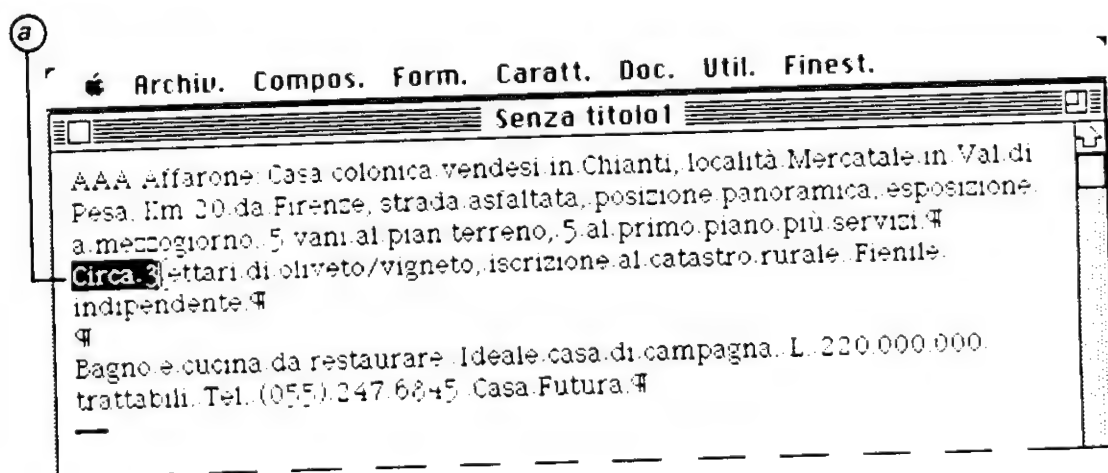 a
Archiv. Compos. Form. Caratt. Doc. Util. Finest.
Senza titolo1
AAA Affarone: Casa colonica vendesi in Chianti, località Mercatale in Val di
Pesa. Km 20 da Firenze, strada asfaltata, posizione panoramica, esposizione
a mezzogiorno. 5 vani al pian terreno, 5 al primo piano più servizi.¶
Circa 3 ettari di oliveto/vigneto, iscrizione al catasto rurale. Fienile
indipendente.¶
¶
Bagno e cucina da restaurare. Ideale casa di campagna. L. 220.000.000
trattabili. Tel. (055) 247.6845 Casa Futura.¶